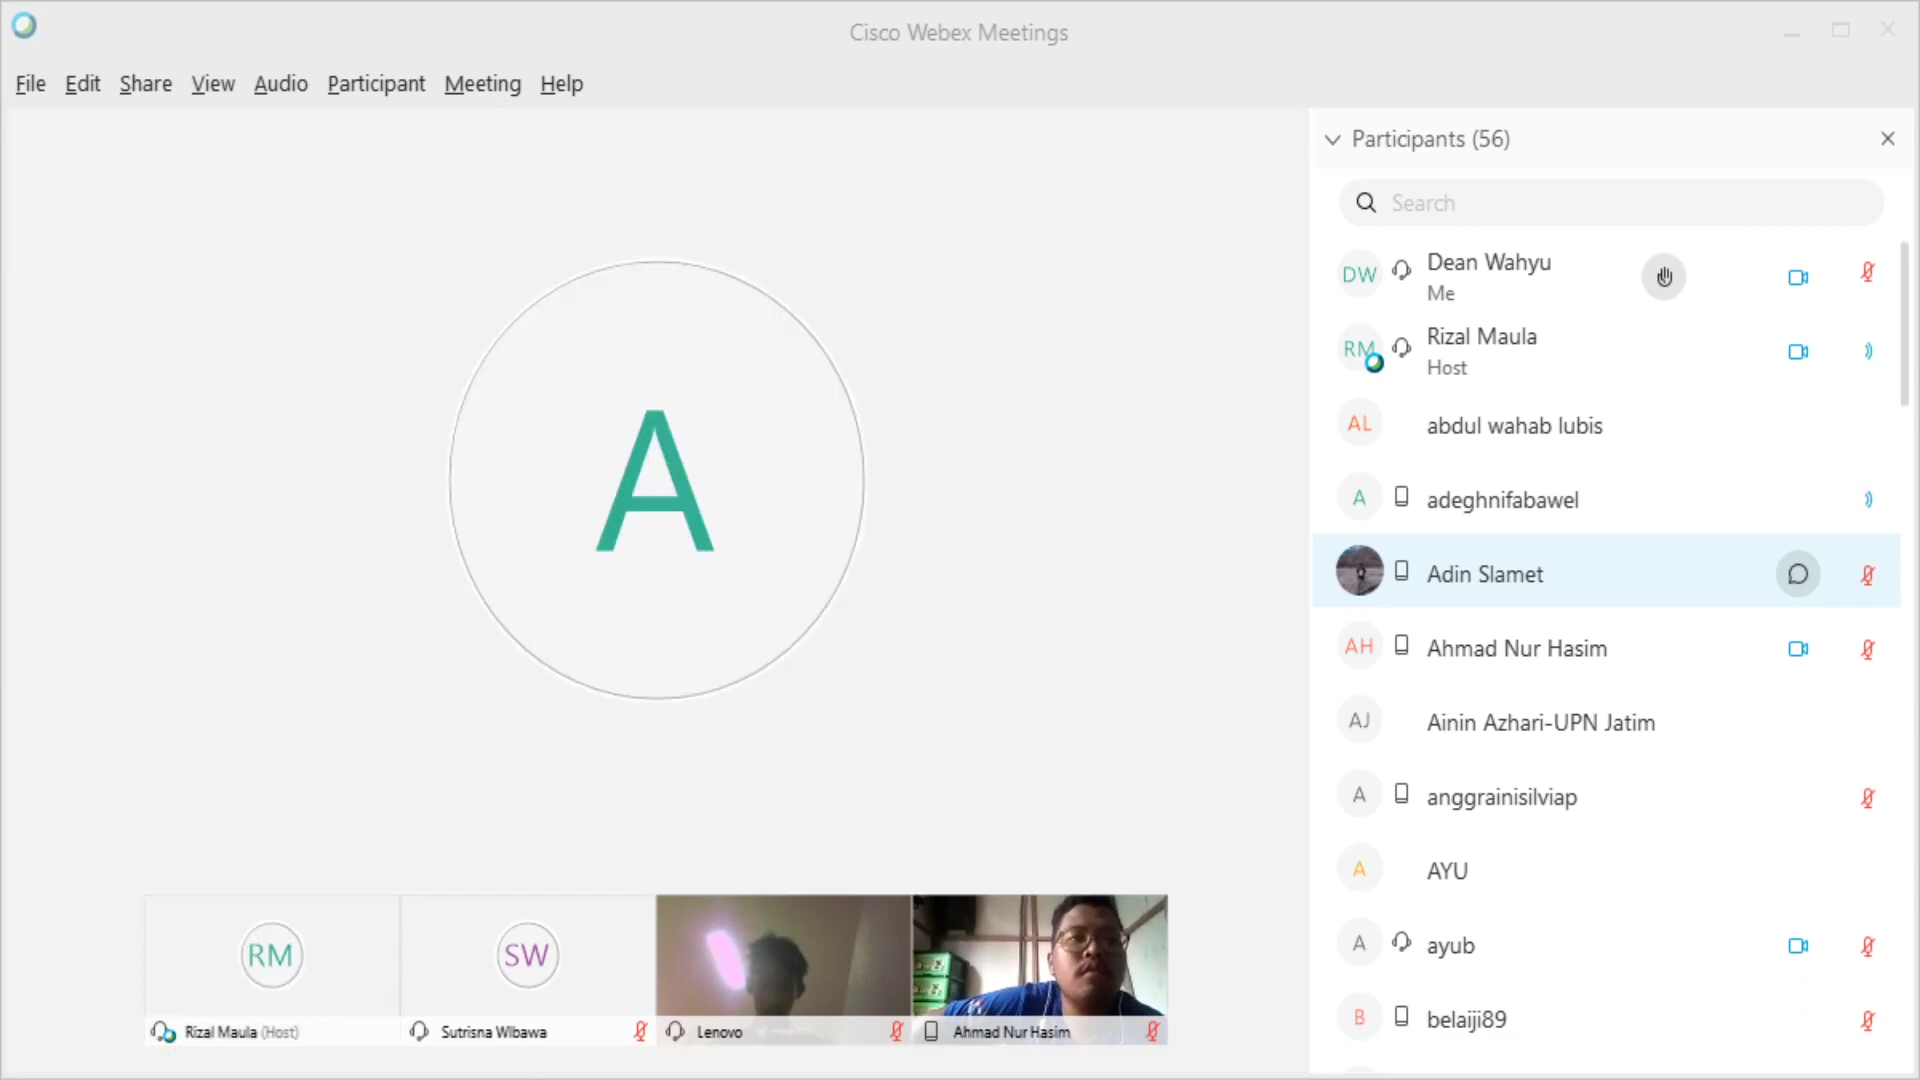 Cisco Webex Meetings
File Edit Share View Audio Participant Meeting Help
Participants (56)
Search
DW Dean Wahyu
Me
RM Rizal Maula
Host
AL abdul wahab lubis
A adeghnifabawel
Adin Slamet
AH Ahmad Nur Hasim
AJ Ainin Azhari-UPN Jatim
A anggrainisilviap
A AYU
A ayub
B belaiji89
A
RM
Rizal Maula (Host)
SW
Sutrisna WIbawa
Lenovo
Ahmad Nur Hasim